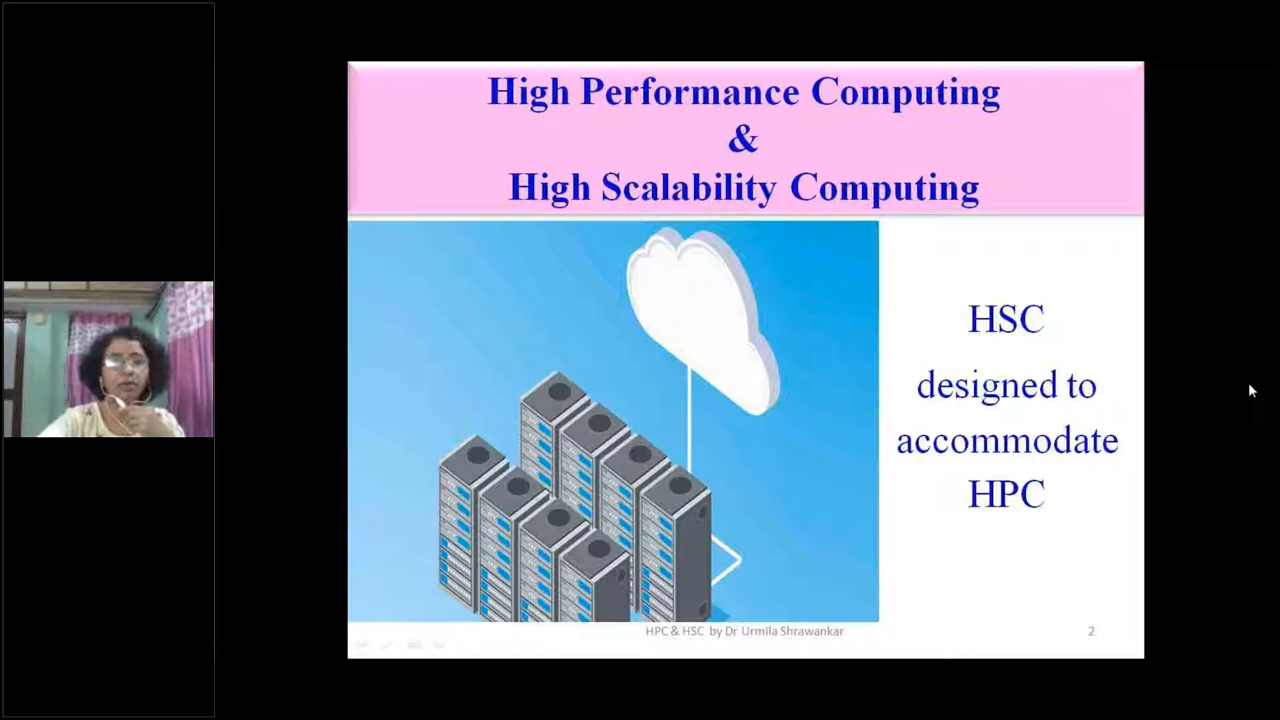 High Performance Computing
&
High Scalability Computing
HSC
designed to
accommodate
HPC
HPC & HSC by Dr Urmila Shrawankar
2